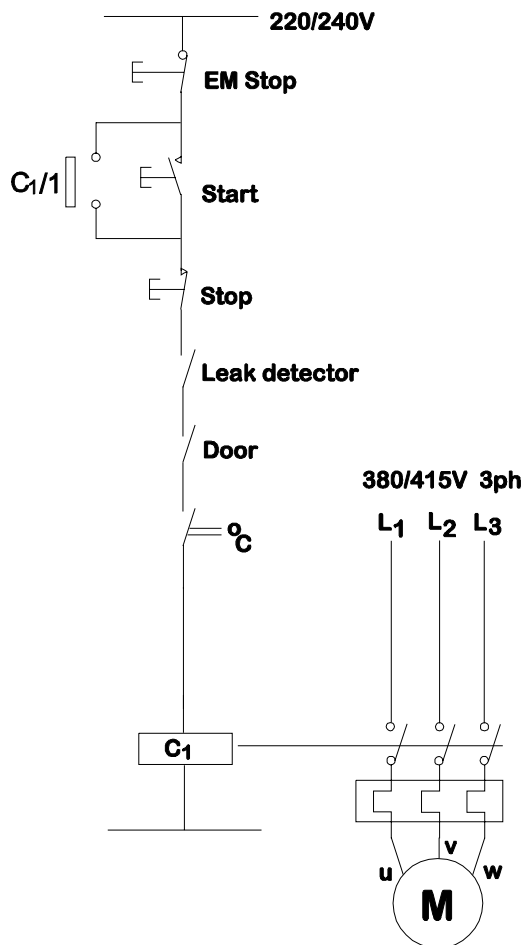 220/240V
EM Stop
C₁/1
Start
Stop
Leak detector
Door
°C
380/415V 3ph
L₁ L₂ L₃
C₁
u v w
M